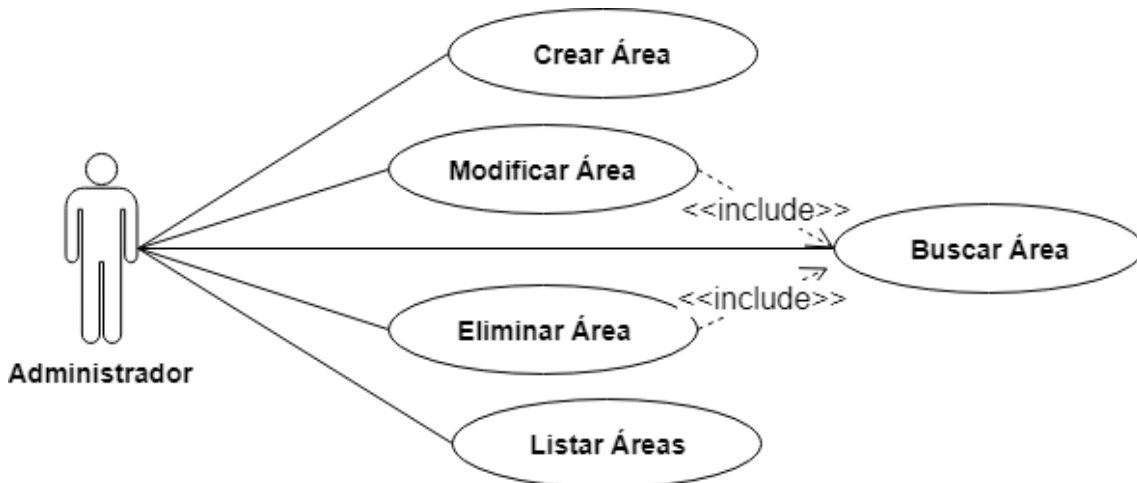 Crear Área
Modificar Área
<<include>>
Buscar Área
<<include>>
Eliminar Área
Administrador
Listar Áreas